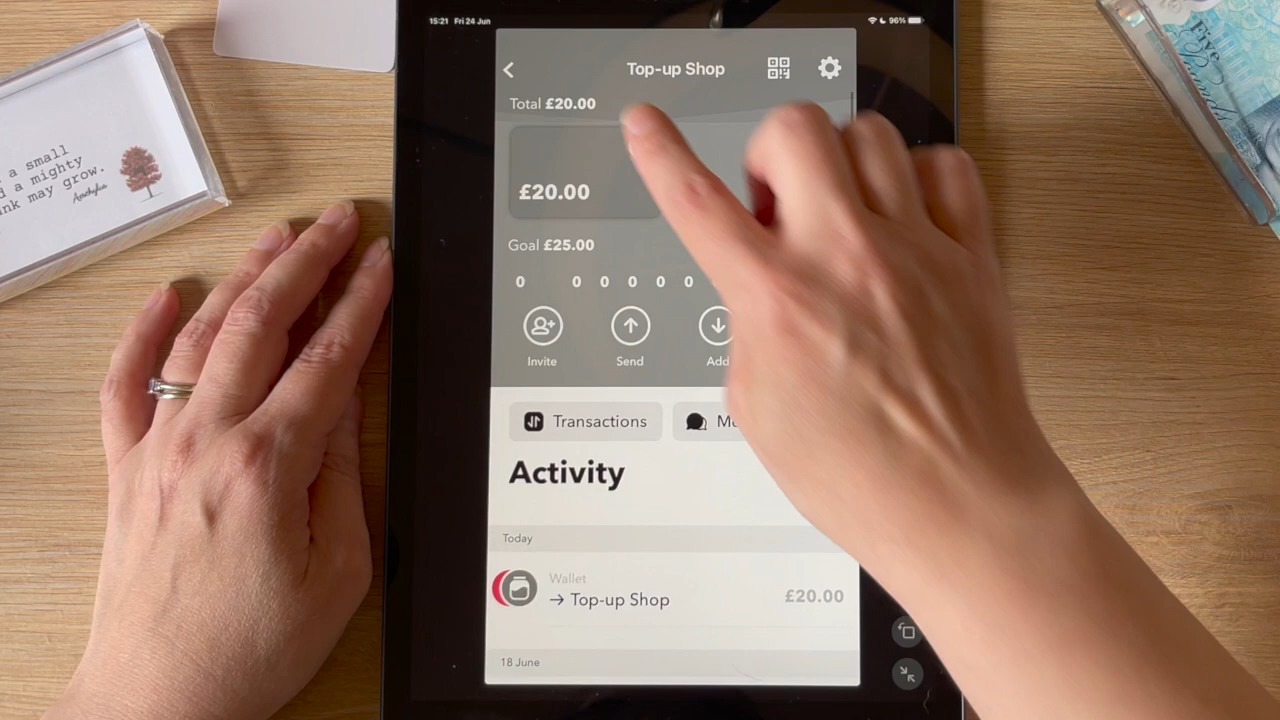 15:21 Fri 24 Jun
96%
Top-up Shop
Total £20.00
£20.00
Goal £25.00
0 0 0 0 0 0
Invite
Send
Add
Transactions
Activity
Today
Wallet
→ Top-up Shop
£20.00
18 June
a small
a mighty
may grow.
Aeschylus
Five